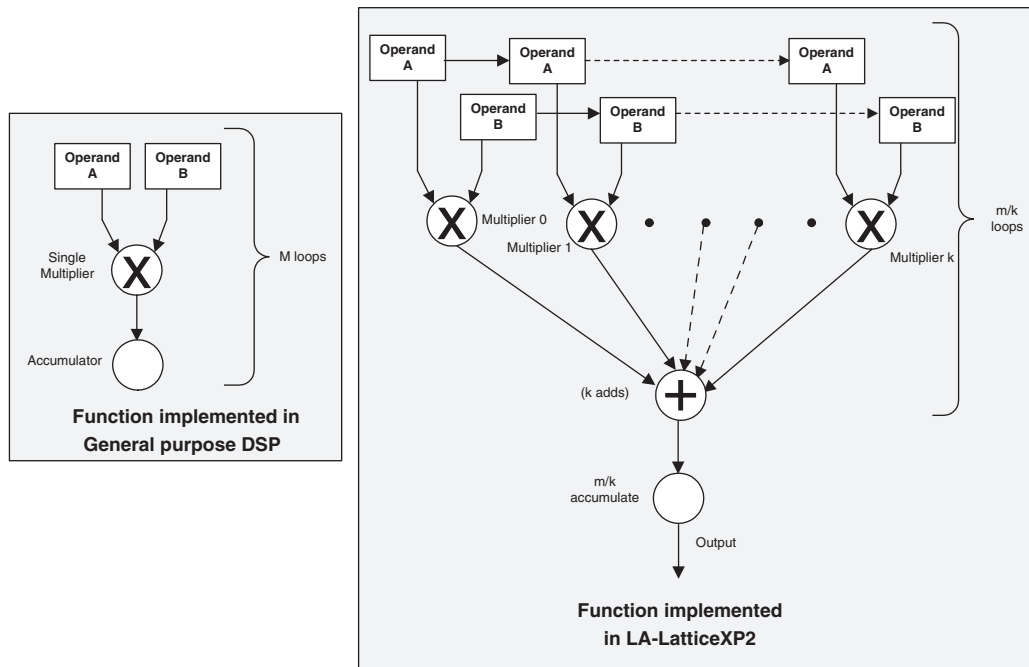 Operand
A
Operand
B
Single
Multiplier
X
M loops
Accumulator
Function implemented in
General purpose DSP
Operand
A
Operand
A
Operand
A
Operand
B
Operand
B
Operand
B
X
Multiplier 0
X
Multiplier 1
X
Multiplier k
m/k
loops
(k adds)
+
m/k
accumulate
Output
Function implemented
in LA-LatticeXP2